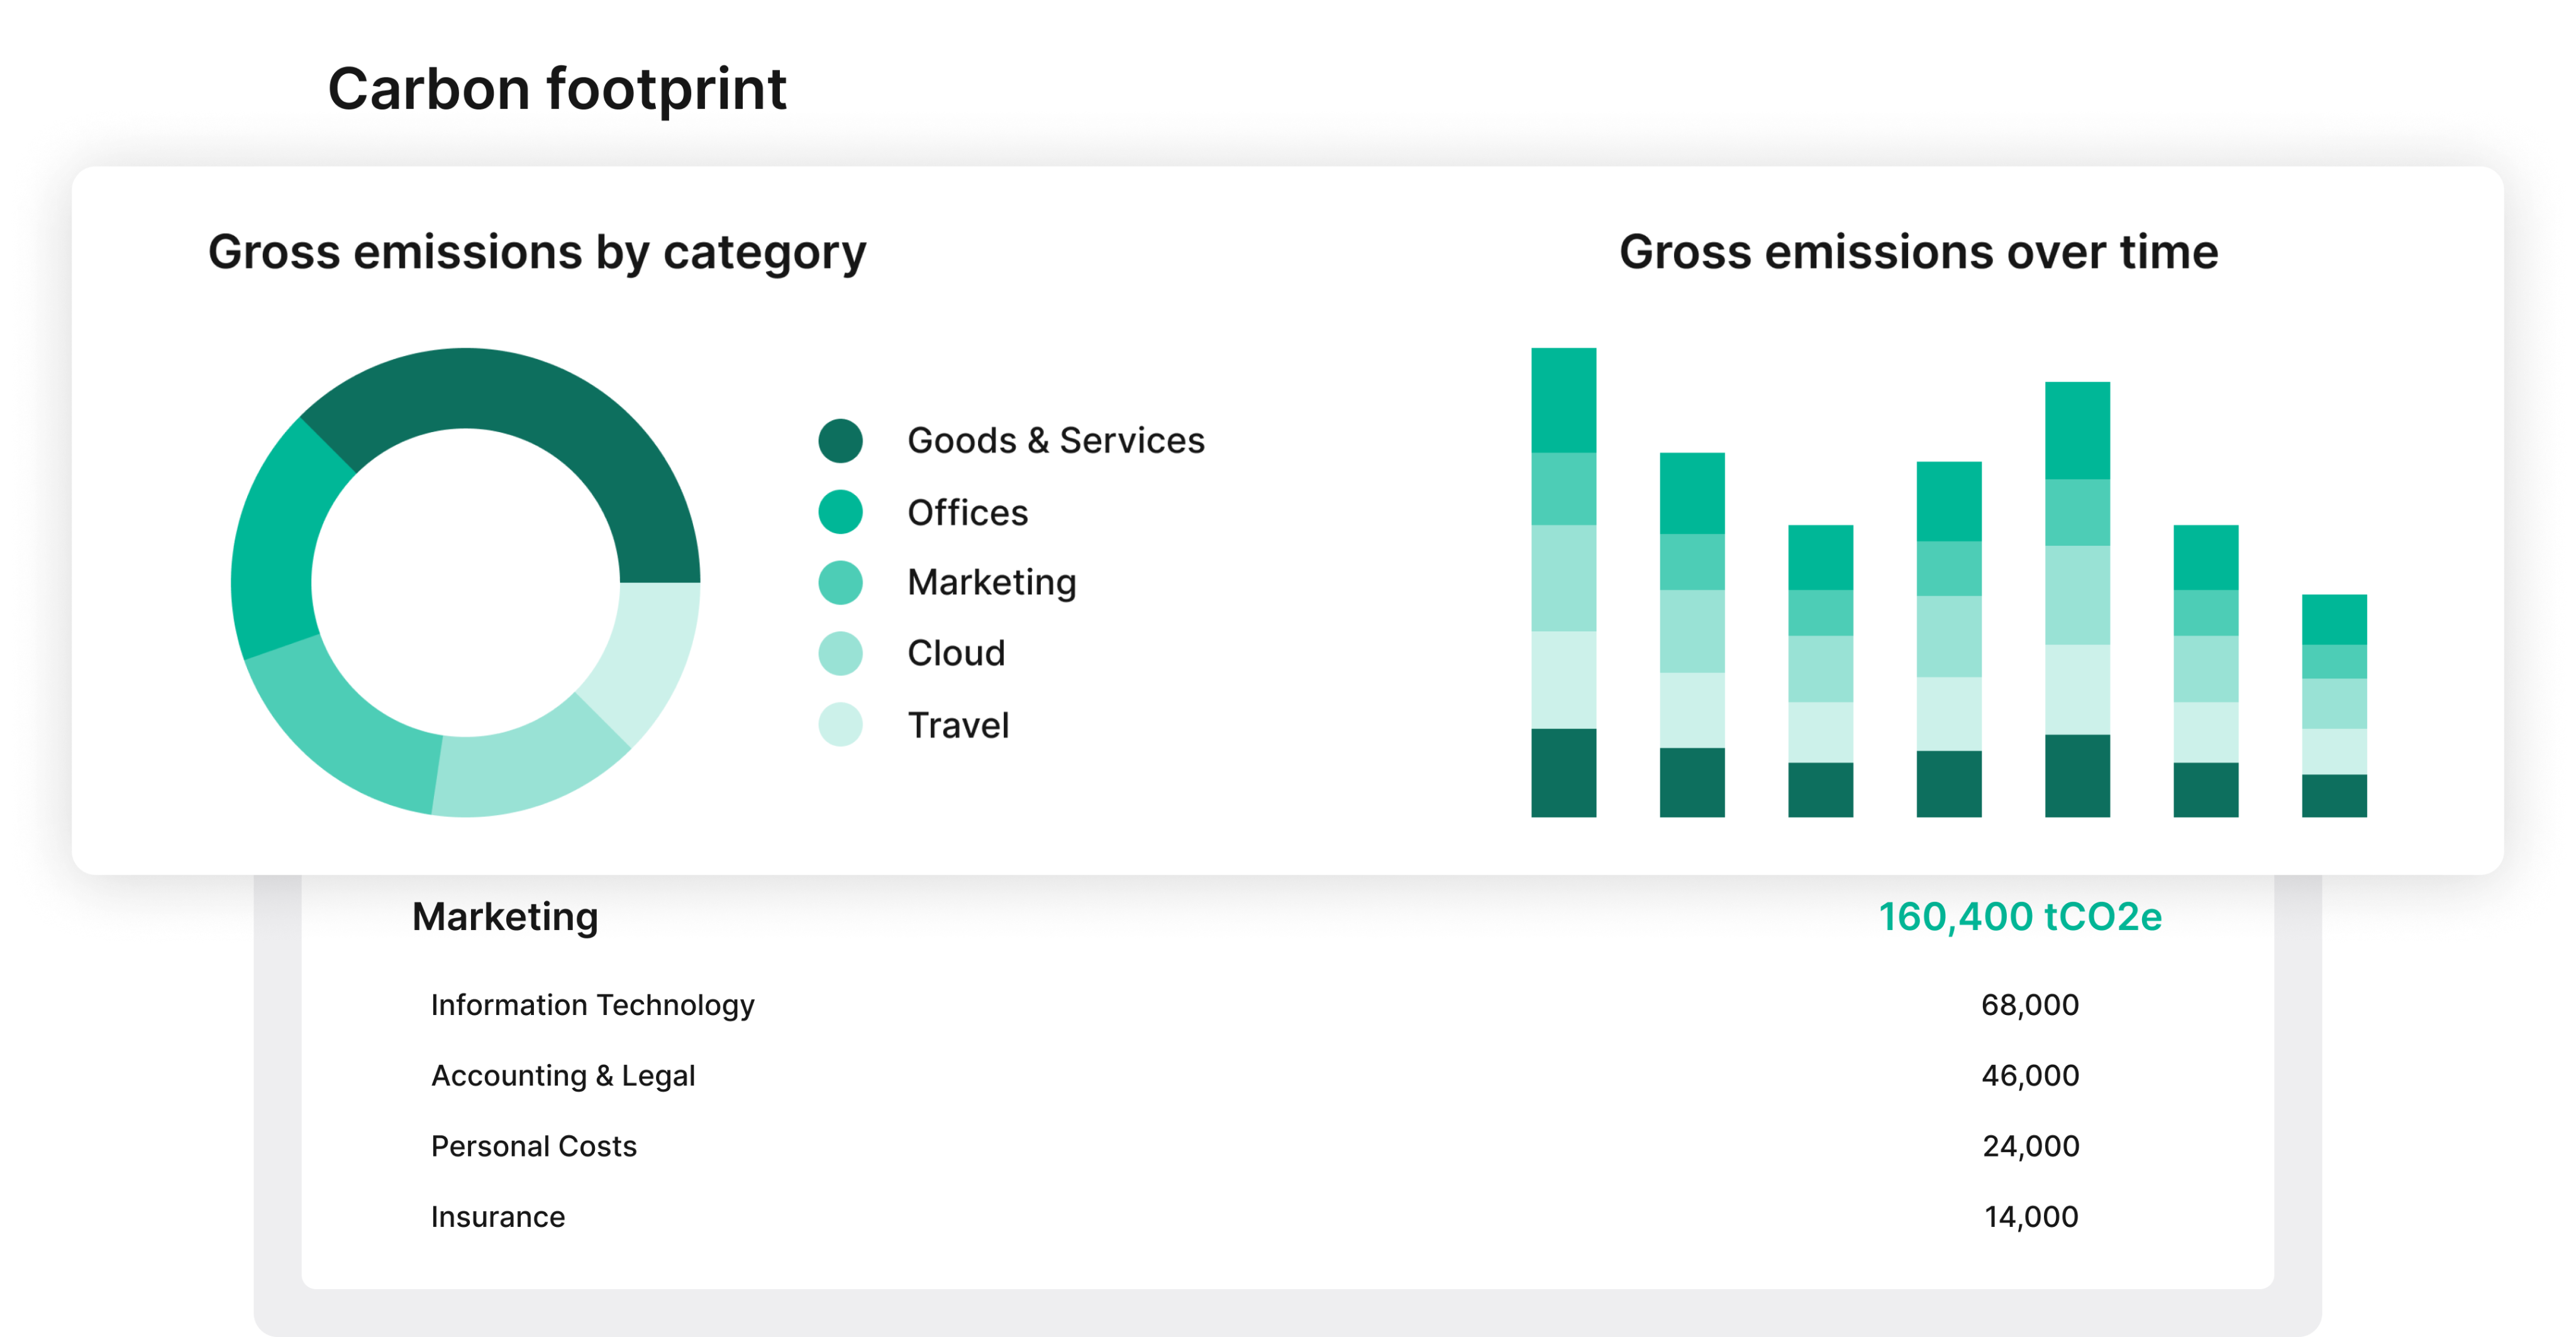 Carbon footprint
Gross emissions by category
Gross emissions over time
Goods & Services
Offices
Marketing
Cloud
Travel
Marketing 160,400 tCO2e
Information Technology 68,000
Accounting & Legal 46,000
Personal Costs 24,000
Insurance 14,000